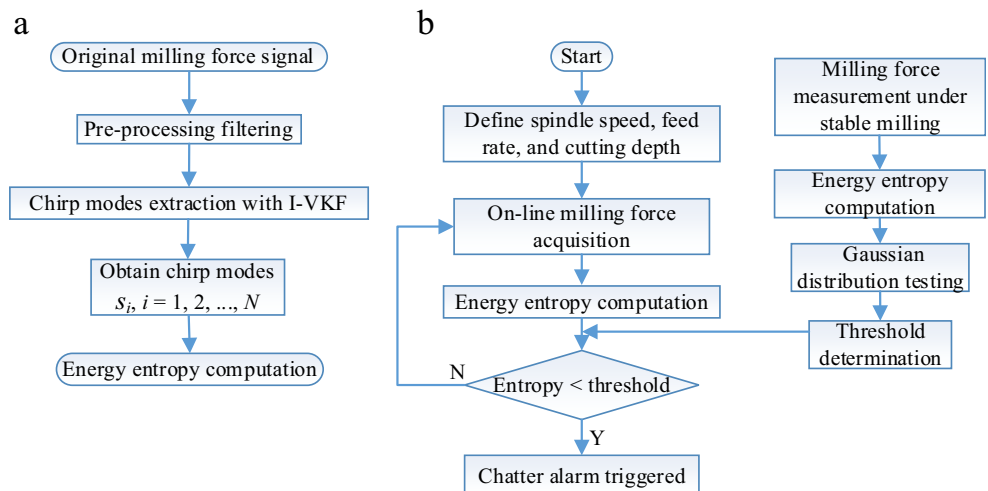 a
Original milling force signal
Pre-processing filtering
Chirp modes extraction with I-VKF
Obtain chirp modes
s_i, i = 1, 2, ..., N
Energy entropy computation
b
Start
Define spindle speed, feed
rate, and cutting depth
On-line milling force
acquisition
Energy entropy computation
Entropy < threshold
N
Y
Chatter alarm triggered
Milling force
measurement under
stable milling
Energy entropy
computation
Gaussian
distribution testing
Threshold
determination